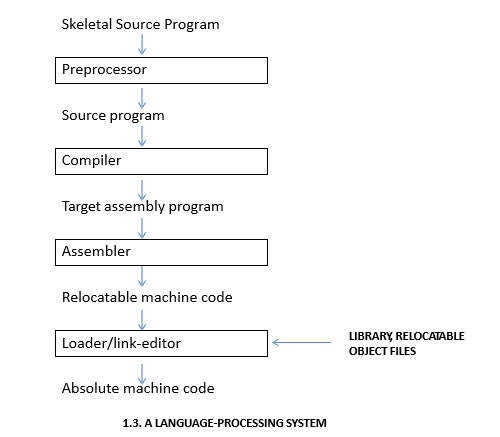 Skeletal Source Program
Preprocessor
Source program
Compiler
Target assembly program
Assembler
Relocatable machine code
Loader/link-editor
LIBRARY, RELOCATABLE
OBJECT FILES
Absolute machine code
1.3. A LANGUAGE-PROCESSING SYSTEM